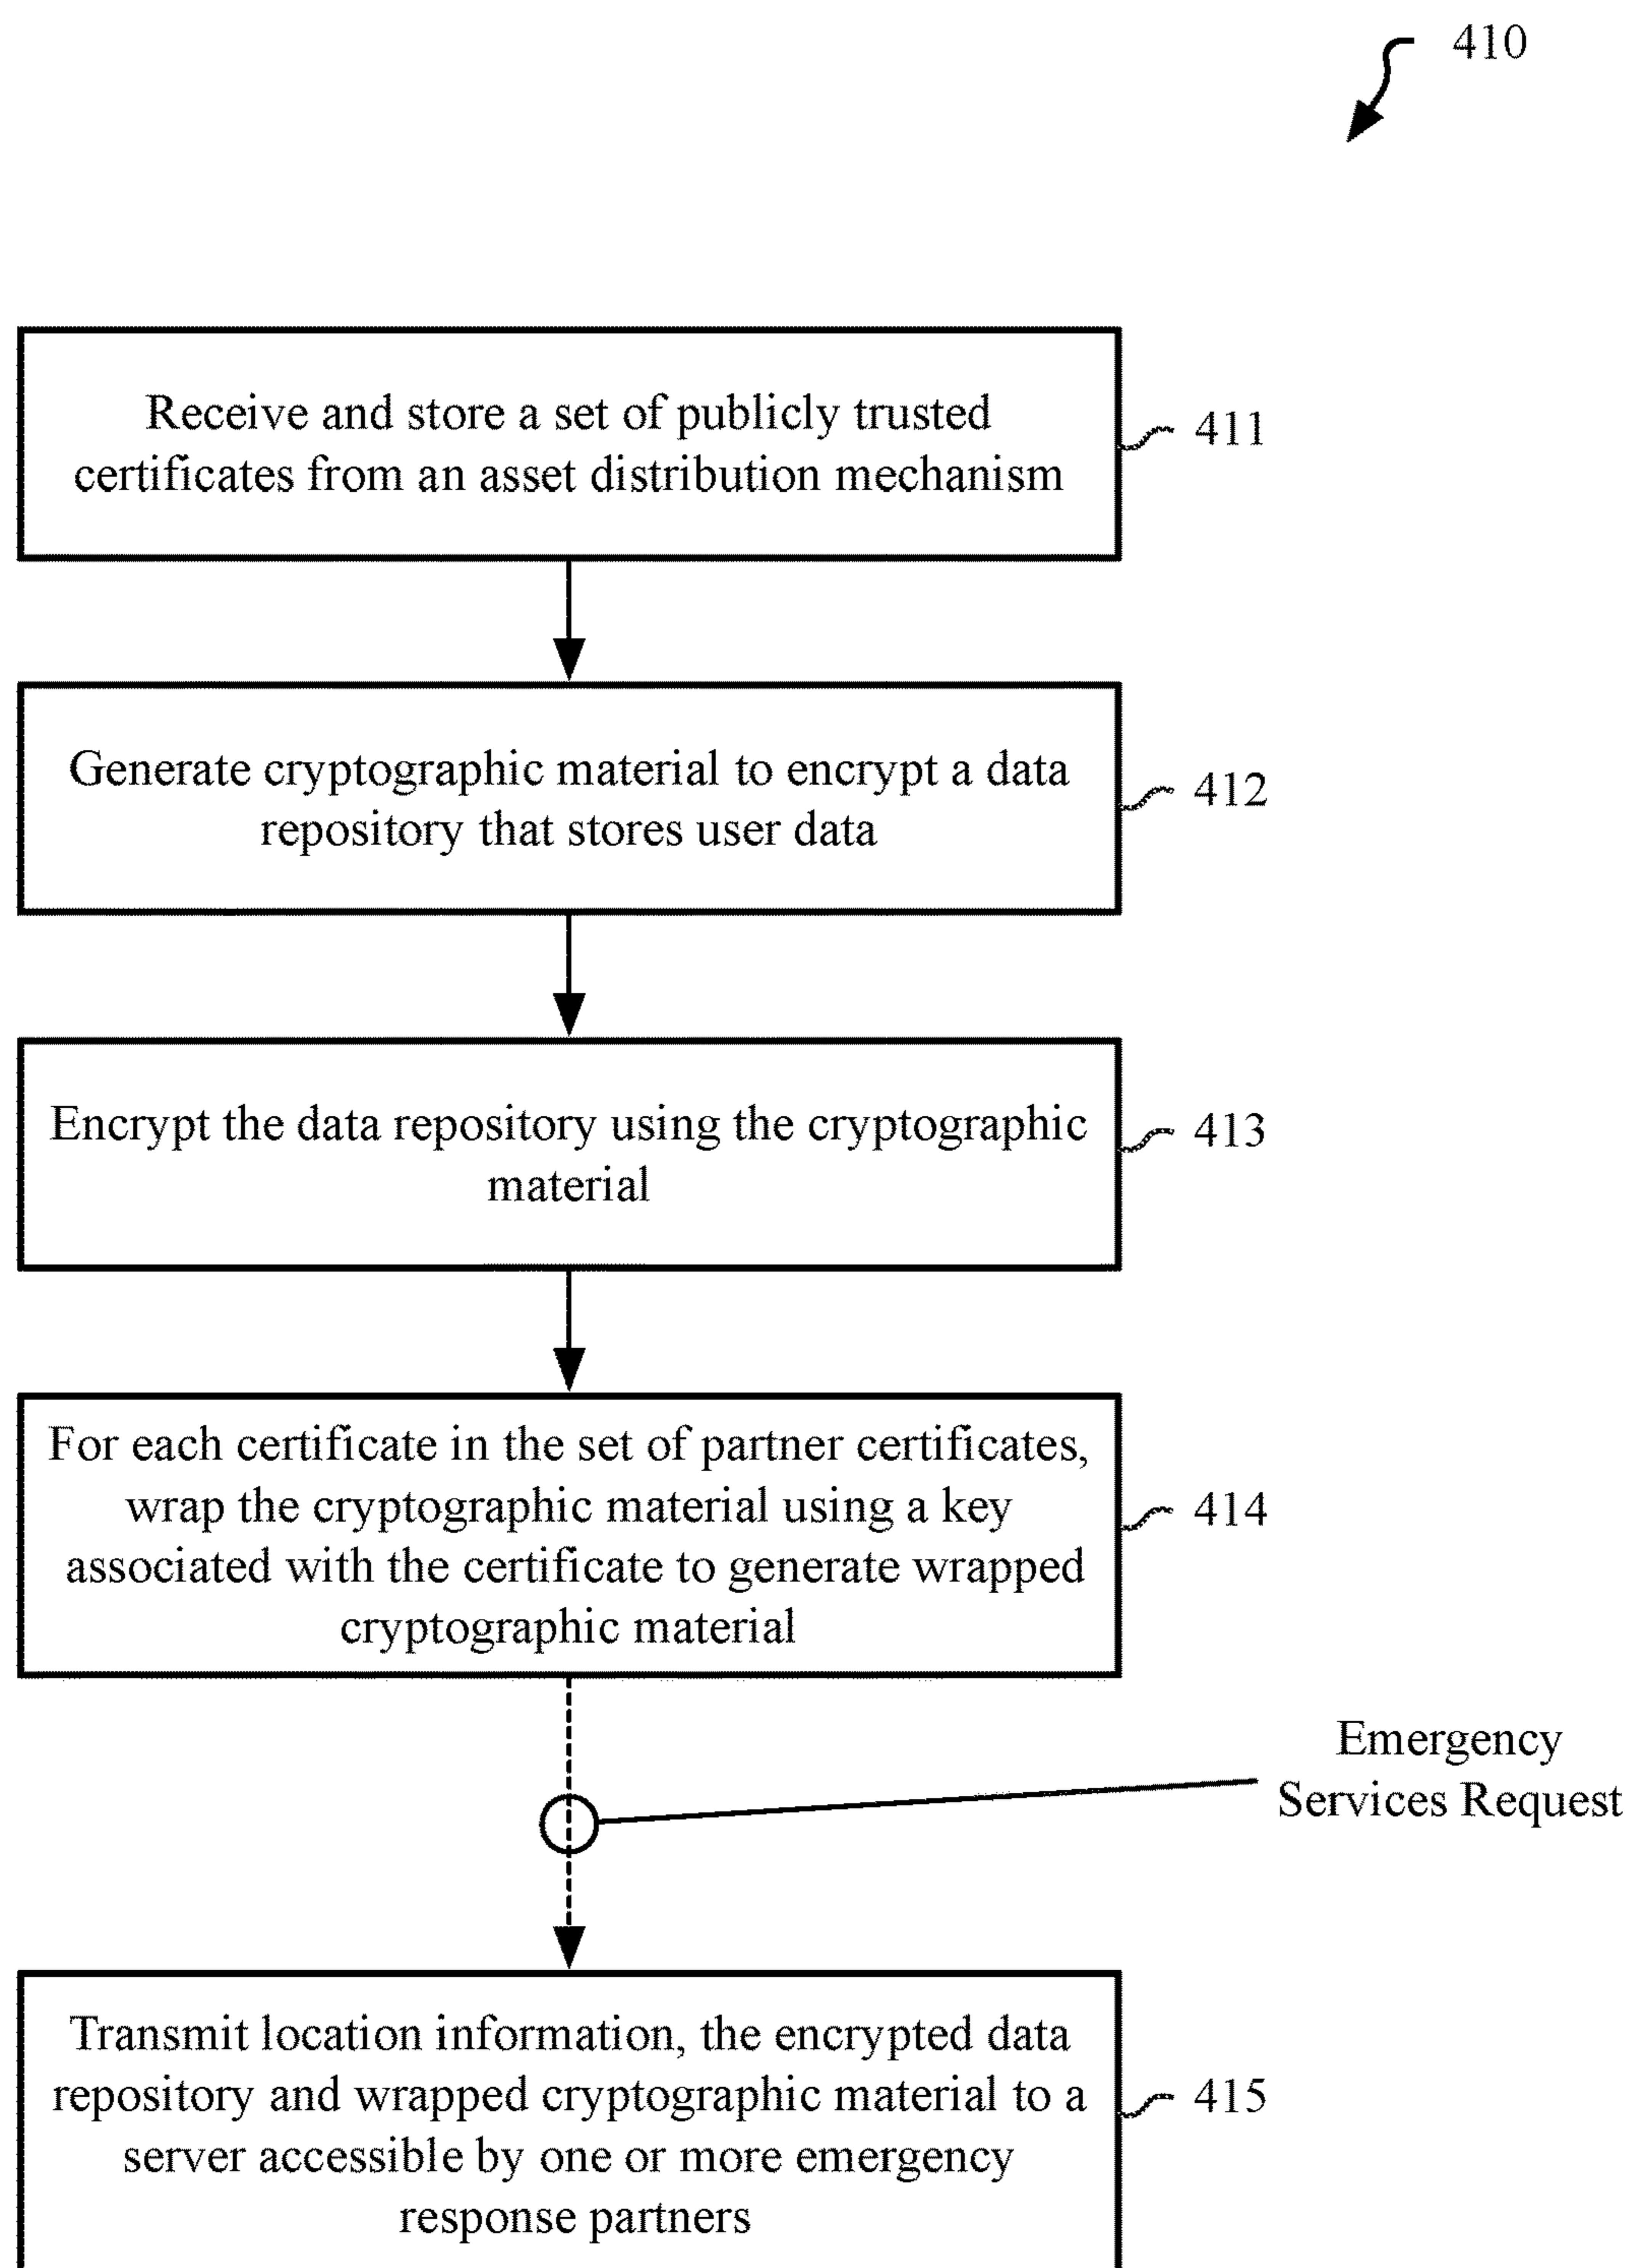 410
Receive and store a set of publicly trusted
certificates from an asset distribution mechanism
411
Generate cryptographic material to encrypt a data
repository that stores user data
412
Encrypt the data repository using the cryptographic
material
413
For each certificate in the set of partner certificates,
wrap the cryptographic material using a key
associated with the certificate to generate wrapped
cryptographic material
414
Emergency
Services Request
Transmit location information, the encrypted data
repository and wrapped cryptographic material to a
server accessible by one or more emergency
response partners
415